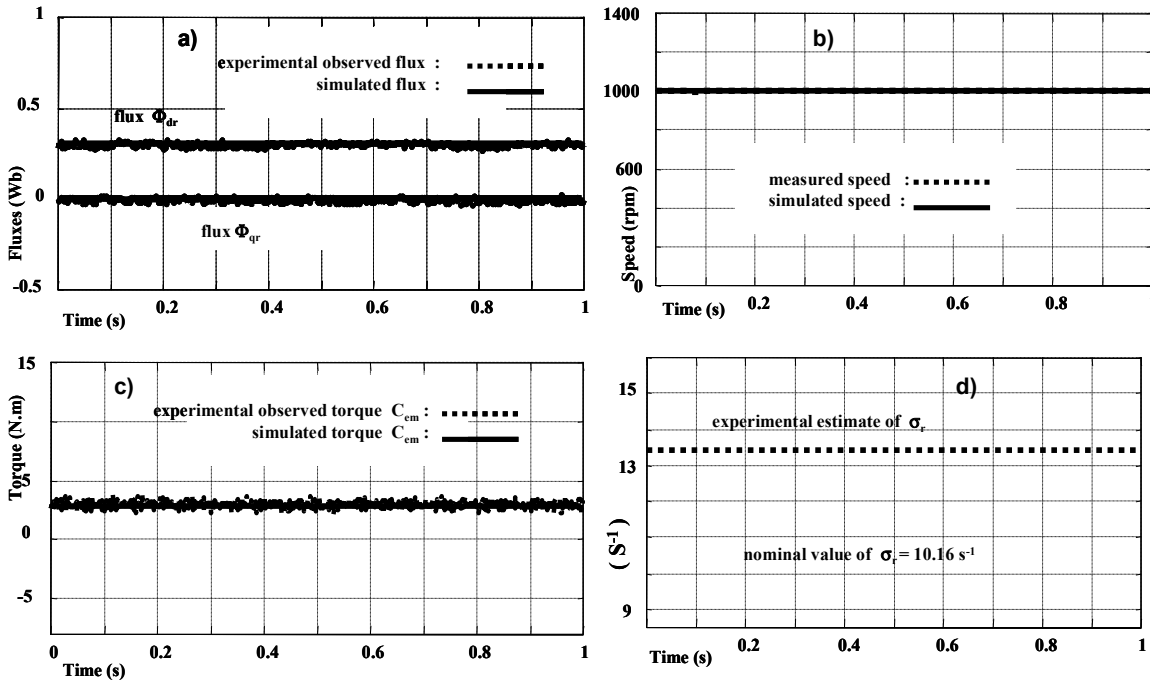 a)
1
0.5
0
-0.5
Fluxes (Wb)
experimental observed flux :
simulated flux :
flux Φdr
flux Φqr
0.2
0.4
0.6
0.8
1
Time (s)
b)
1400
1000
600
0
Speed (rpm)
measured speed :
simulated speed :
0.2
0.4
0.6
0.8
1
Time (s)
c)
15
5
0
-5
Torque (N.m)
experimental observed torque Cem :
simulated torque Cem :
0
0.2
0.4
0.6
0.8
1
Time (s)
d)
15
13
9
( S-1)
experimental estimate of σr
nominal value of σr = 10.16 s-1
0.2
0.4
0.6
0.8
1
Time (s)